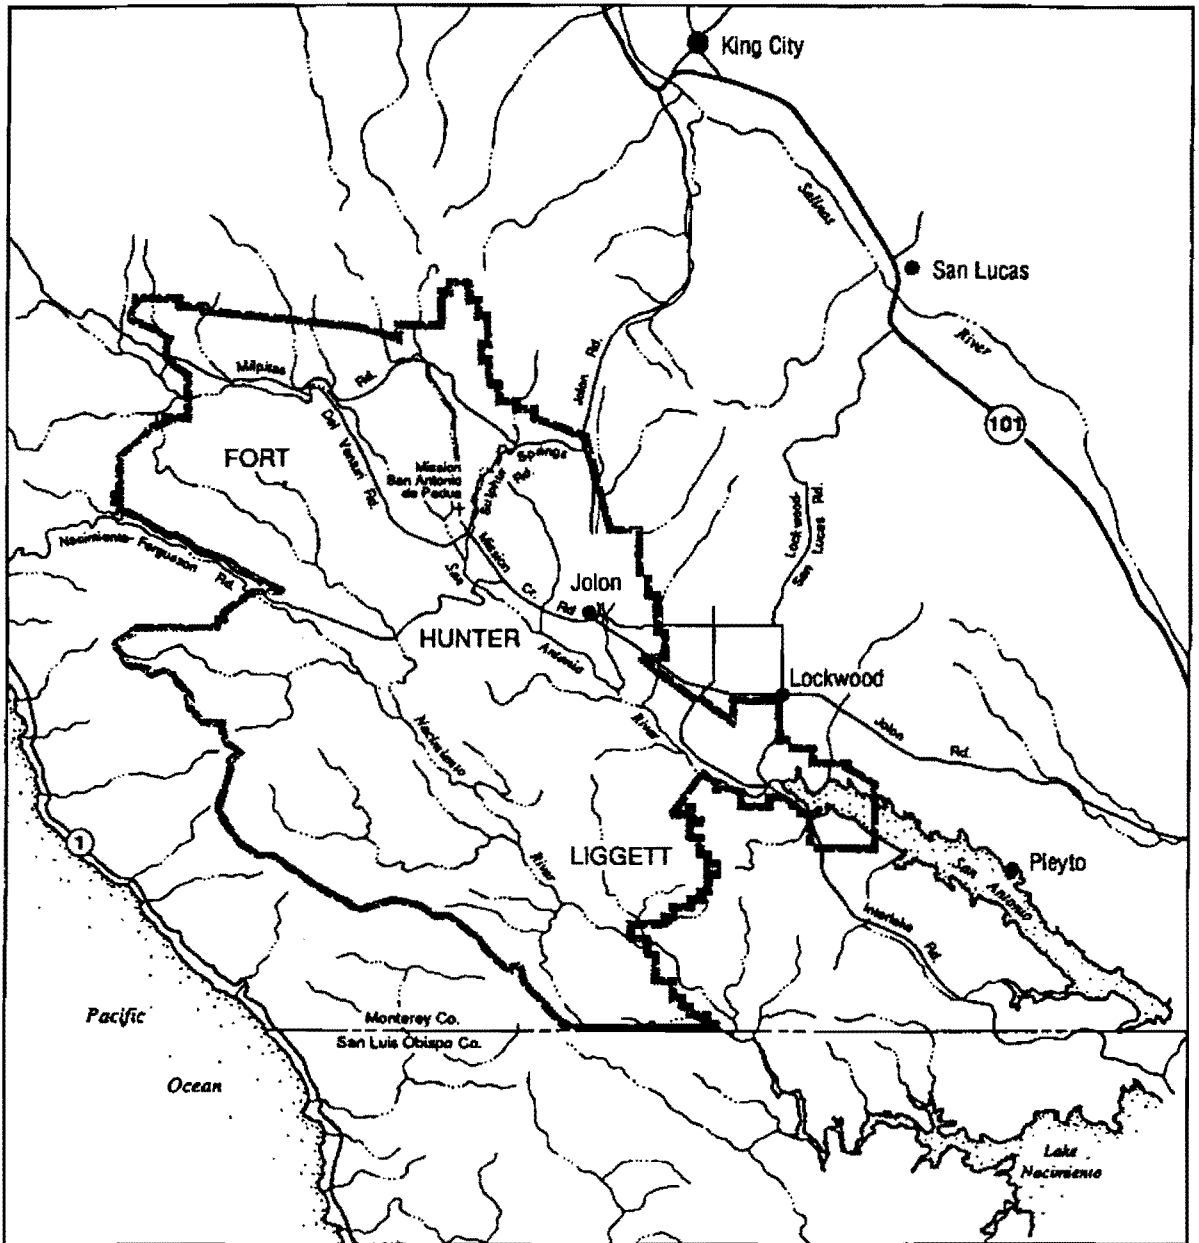 King City
Salinas
San Lucas
River
101
Jolon Rd.
Milpitas Rd.
Del Venturi Rd.
FORT
Mission
San Antonio
de Padua
Sulphur Springs Rd.
Lockwood-
San Lucas Rd.
Nacimiento-Fergusson Rd.
Mission Cr. Rd.
San Antonio River
Jolon
HUNTER
Lockwood
Jolon Rd.
Nacimiento River
1
LIGGETT
Pleyto
San Antonio
Interlake Rd.
Pacific
Ocean
Monterey Co.
San Luis Obispo Co.
Lake
Nacimiento